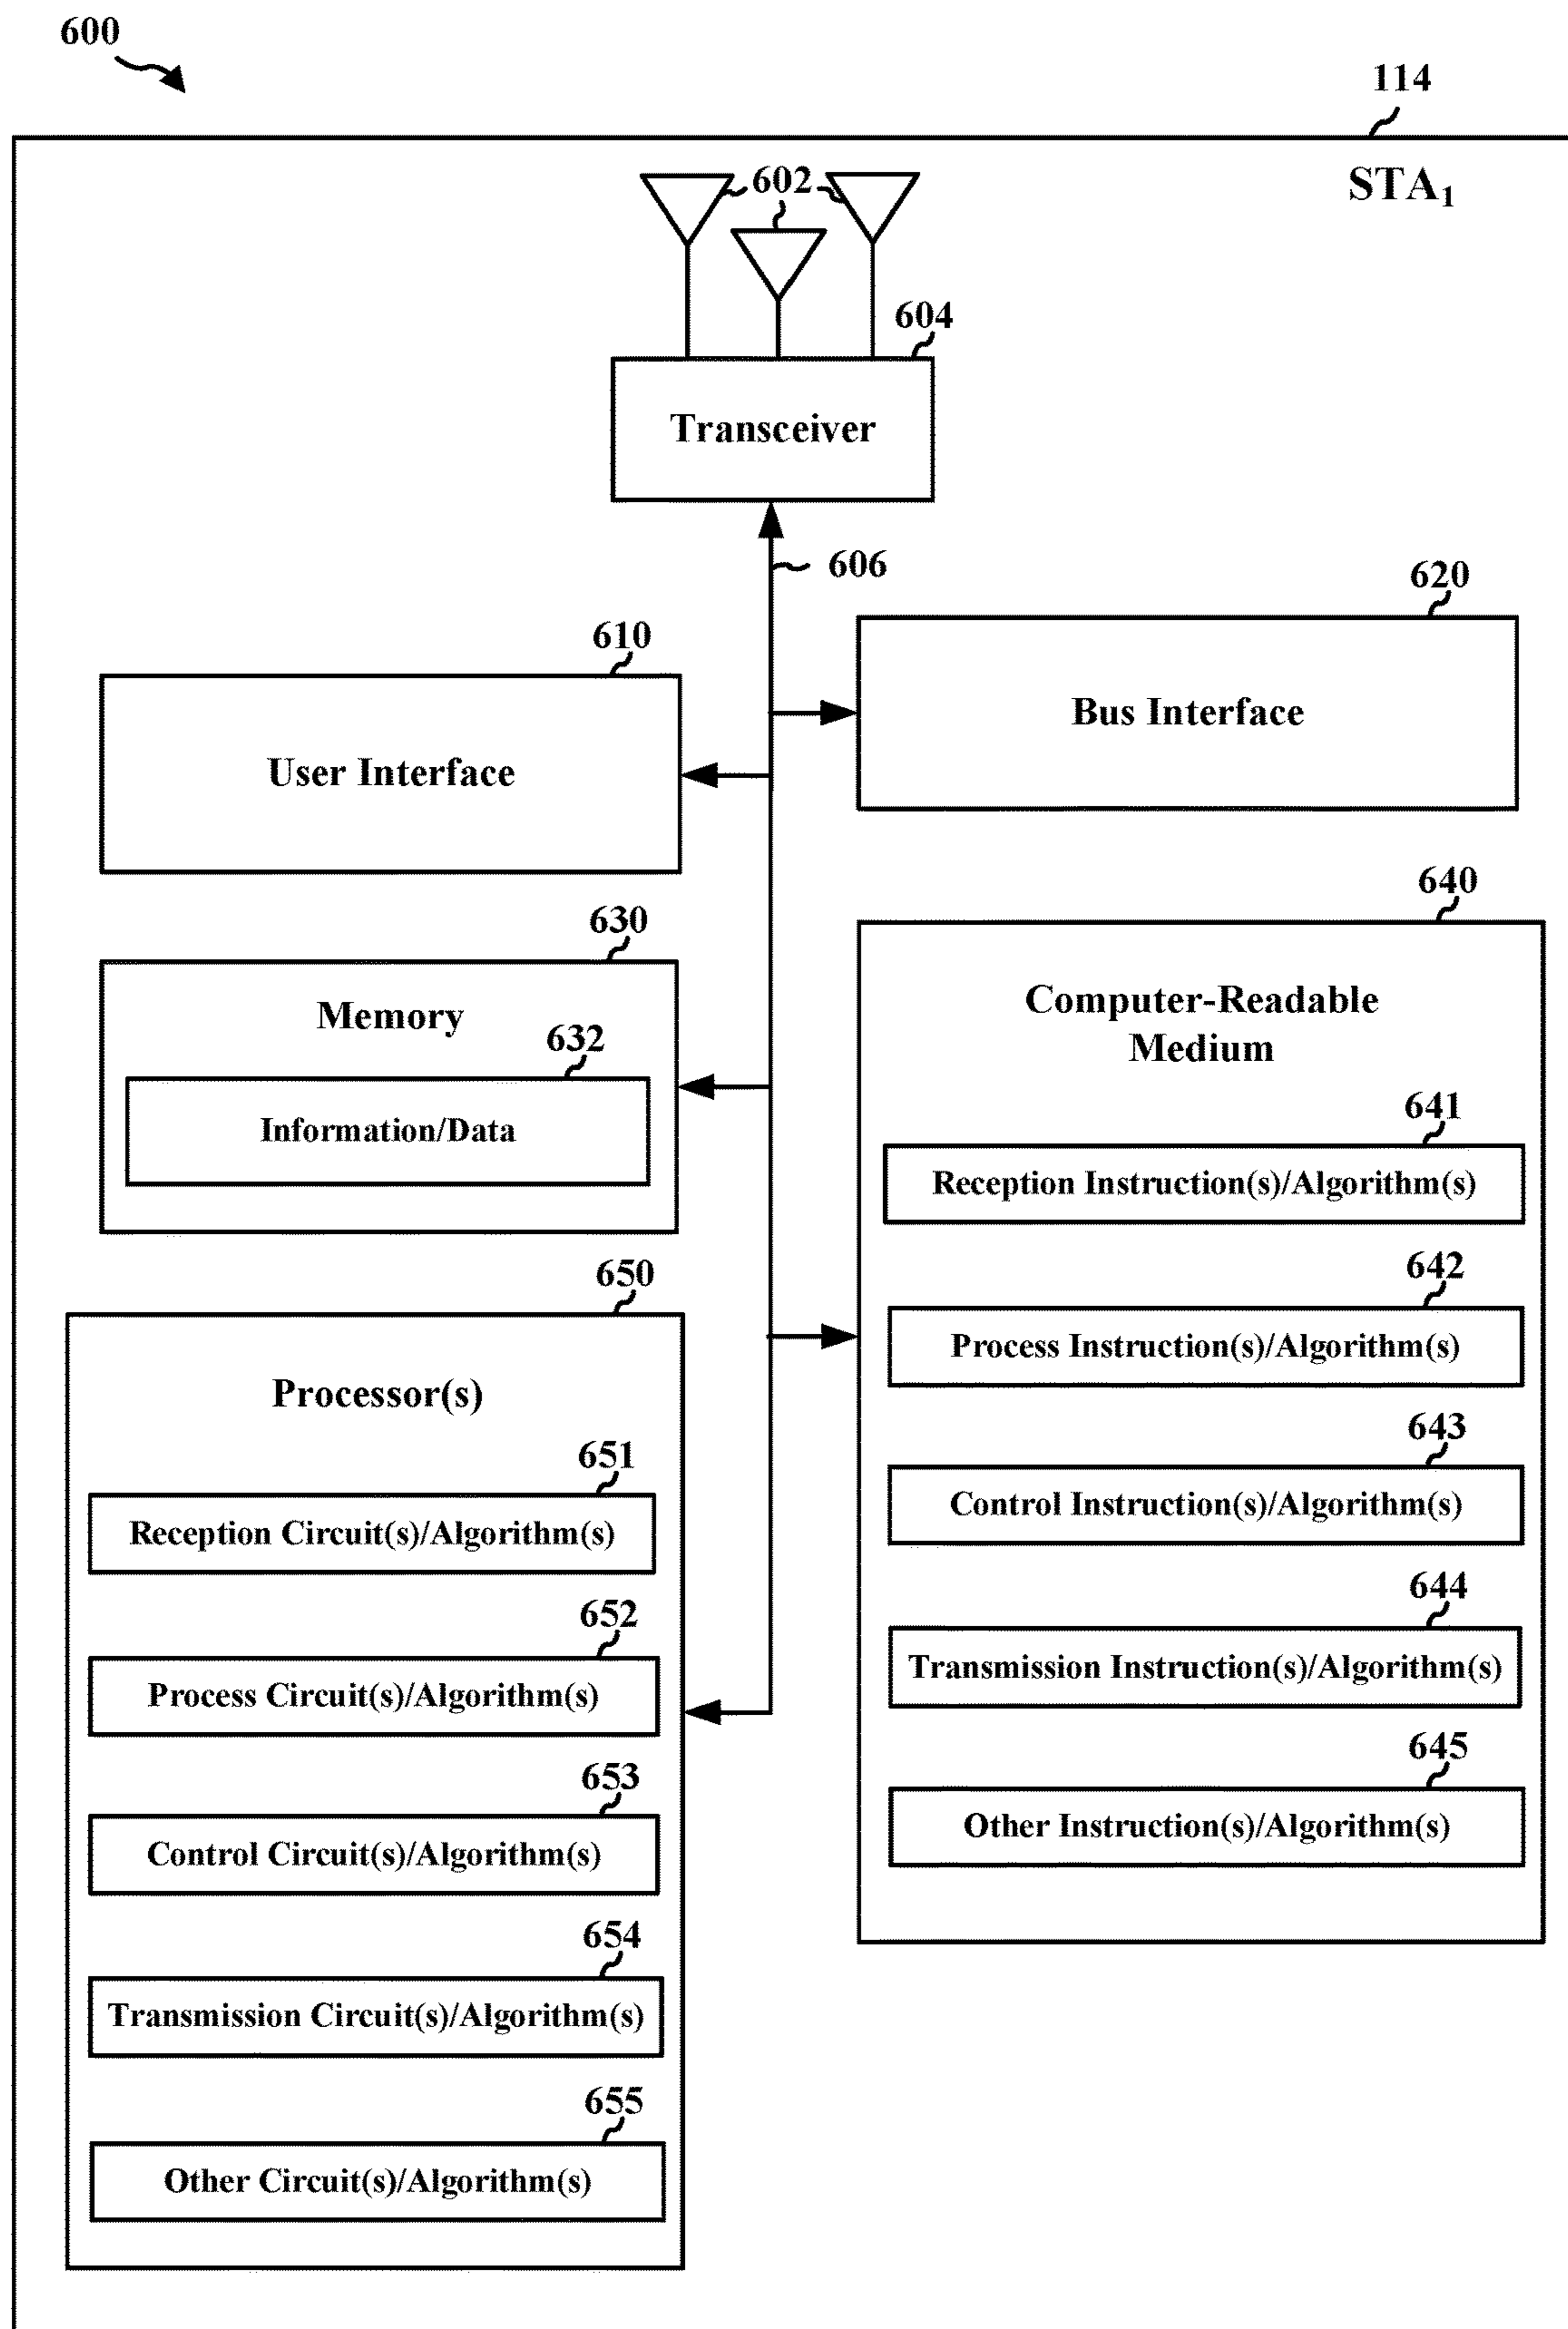 600
114
STA₁
602
604
Transceiver
606
620
Bus Interface
610
User Interface
640
Computer-Readable
Medium
630
Memory
632
Information/Data
641
Reception Instruction(s)/Algorithm(s)
642
Process Instruction(s)/Algorithm(s)
643
Control Instruction(s)/Algorithm(s)
644
Transmission Instruction(s)/Algorithm(s)
645
Other Instruction(s)/Algorithm(s)
650
Processor(s)
651
Reception Circuit(s)/Algorithm(s)
652
Process Circuit(s)/Algorithm(s)
653
Control Circuit(s)/Algorithm(s)
654
Transmission Circuit(s)/Algorithm(s)
655
Other Circuit(s)/Algorithm(s)